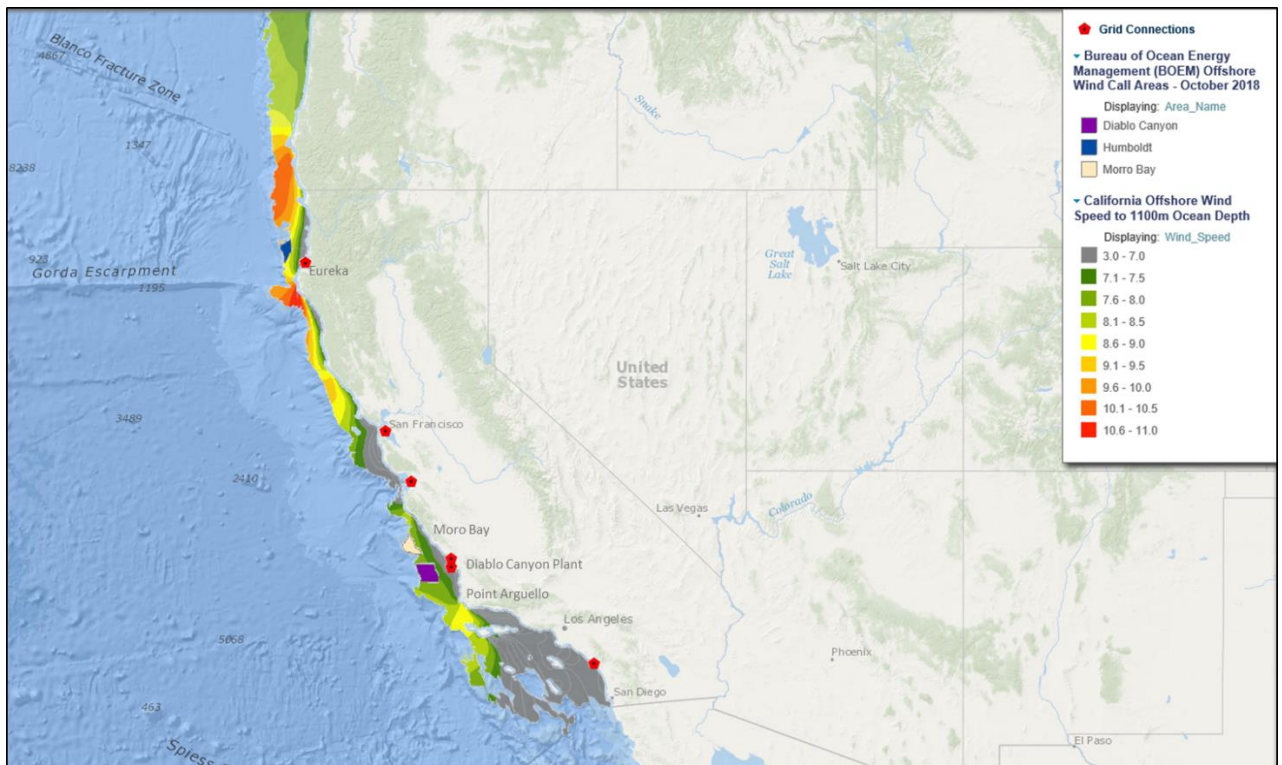 Grid Connections
Bureau of Ocean Energy
Management (BOEM) Offshore
Wind Call Areas - October 2018
Displaying: Area_Name
Diablo Canyon
Humboldt
Morro Bay
California Offshore Wind
Speed to 1100m Ocean Depth
Displaying: Wind_Speed
3.0 - 7.0
7.1 - 7.5
7.6 - 8.0
8.1 - 8.5
8.6 - 9.0
9.1 - 9.5
9.6 - 10.0
10.1 - 10.5
10.6 - 11.0
Blanco Fracture Zone
4867
1347
8238
923
Gorda Escarpment
1195
Eureka
Snake
Great
Salt
Lake
Salt Lake City
United
States
3489
San Francisco
2410
Las Vegas
Colorado
Moro Bay
Diablo Canyon Plant
Point Arguello
Los Angeles
5068
Phoenix
San Diego
463
El Paso
Spiess